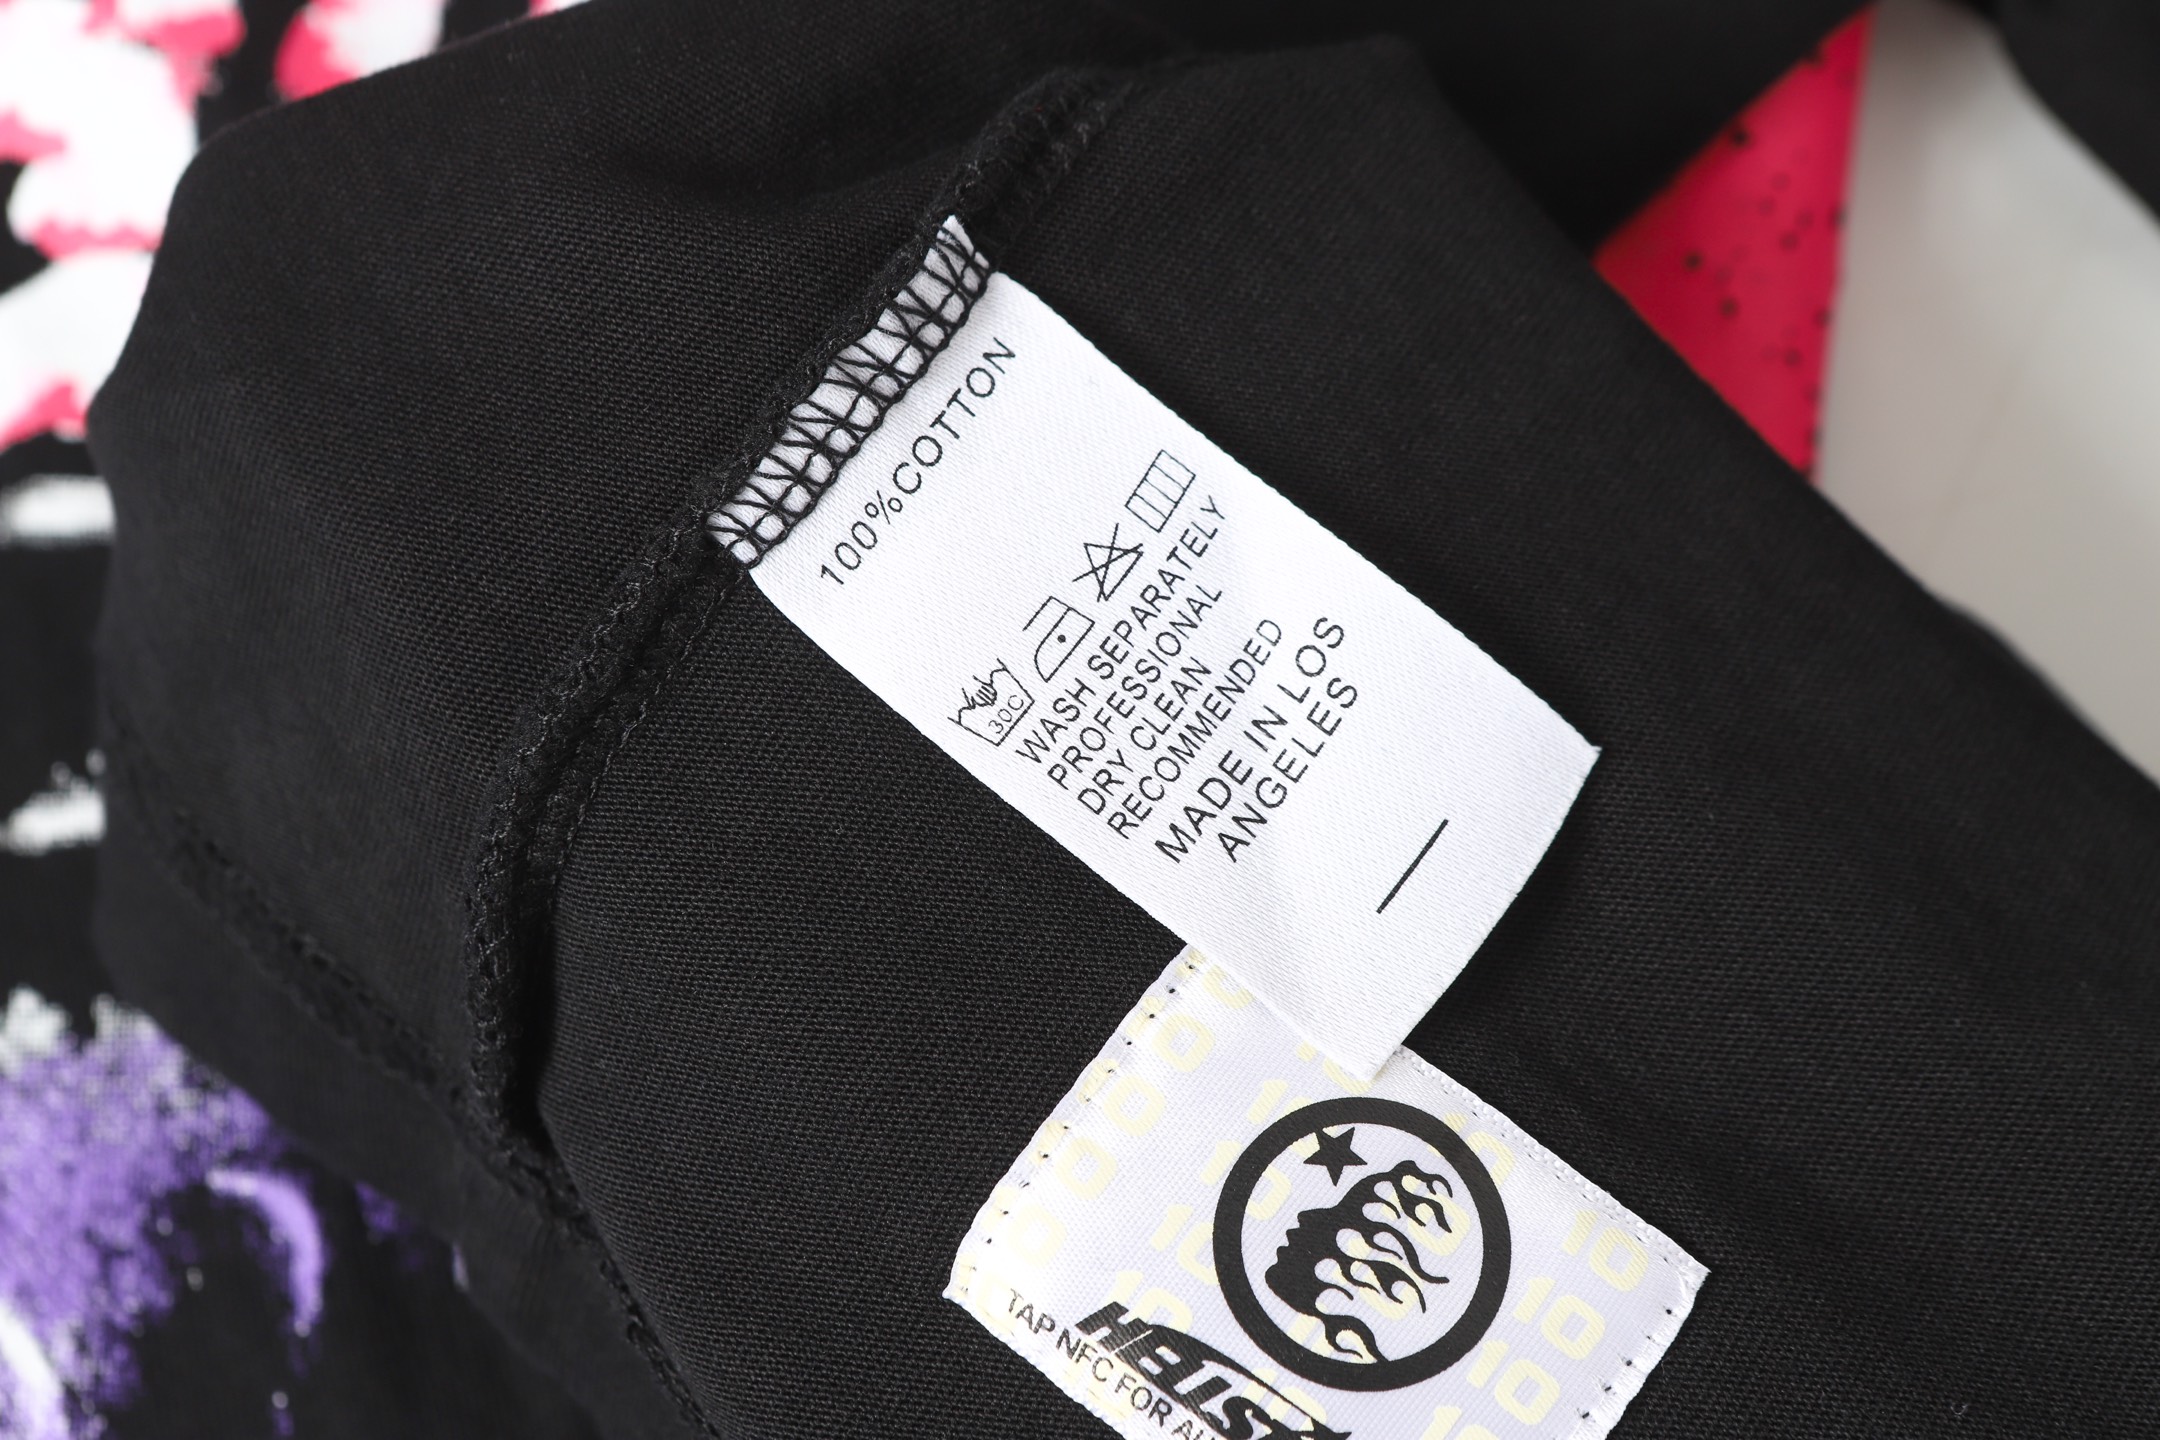 100%COTTON
30C
WASH SEPARATELY
PROFESSIONAL
DRY CLEAN
RECOMMENDED
MADE IN LOS
ANGELES
TAP NFC FOR